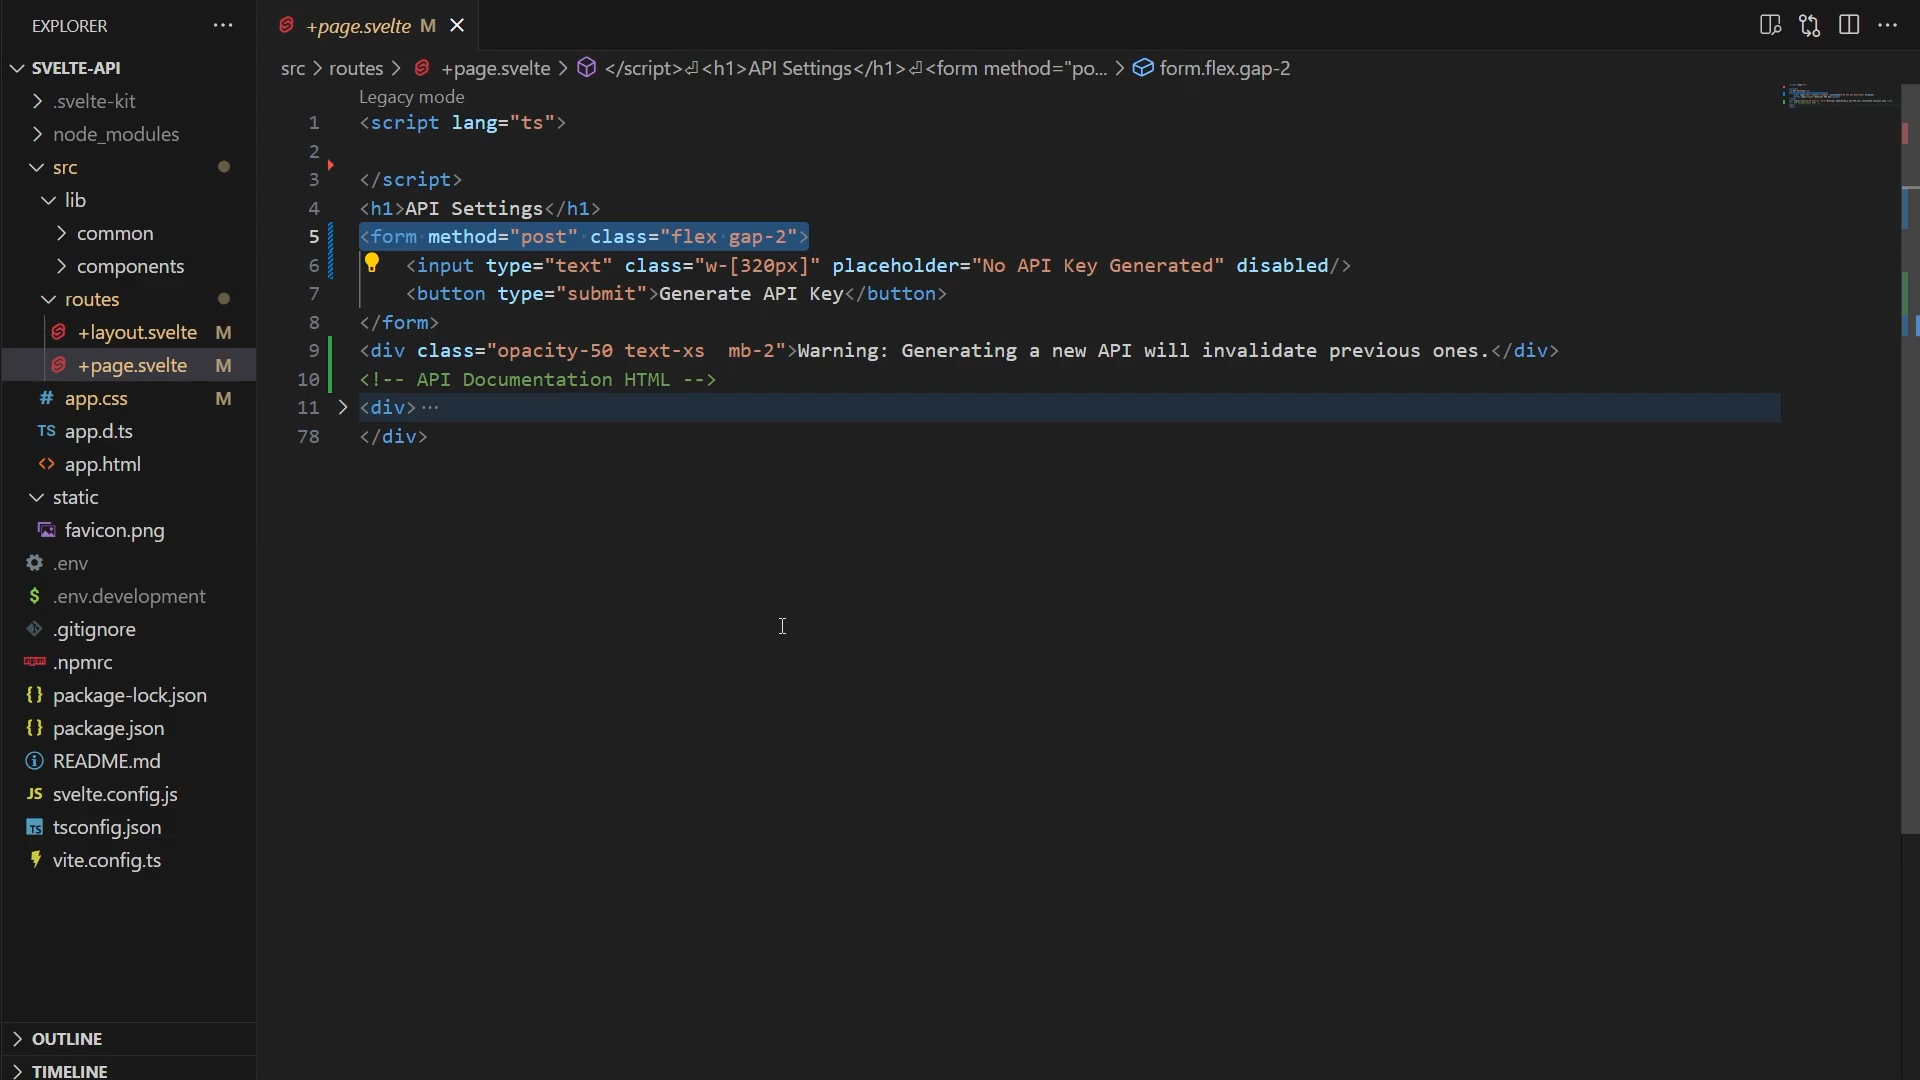 EXPLORER
SVELTE-API
.svelte-kit
node_modules
src
lib
common
components
routes
+layout.svelte M
+page.svelte M
# app.css M
TS app.d.ts
<> app.html
static
favicon.png
.env
$ .env.development
.gitignore
npm .npmrc
{} package-lock.json
{} package.json
README.md
JS svelte.config.js
TS tsconfig.json
vite.config.ts
OUTLINE
TIMELINE
+page.svelte M
src > routes > +page.svelte > </script>⏎<h1>API Settings</h1>⏎<form method="po... > form.flex.gap-2
Legacy mode
1 <script lang="ts">
2
3 </script>
4 <h1>API Settings</h1>
5 <form method="post" class="flex gap-2">
6 <input type="text" class="w-[320px]" placeholder="No API Key Generated" disabled/>
7 <button type="submit">Generate API Key</button>
8 </form>
9 <div class="opacity-50 text-xs  mb-2">Warning: Generating a new API will invalidate previous ones.</div>
10 <!-- API Documentation HTML -->
11 <div>···
78 </div>